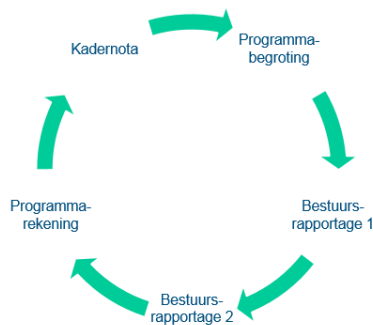 Kadernota
Programma-
begroting
Bestuurs-
rapportage 1
Bestuurs-
rapportage 2
Programma-
rekening